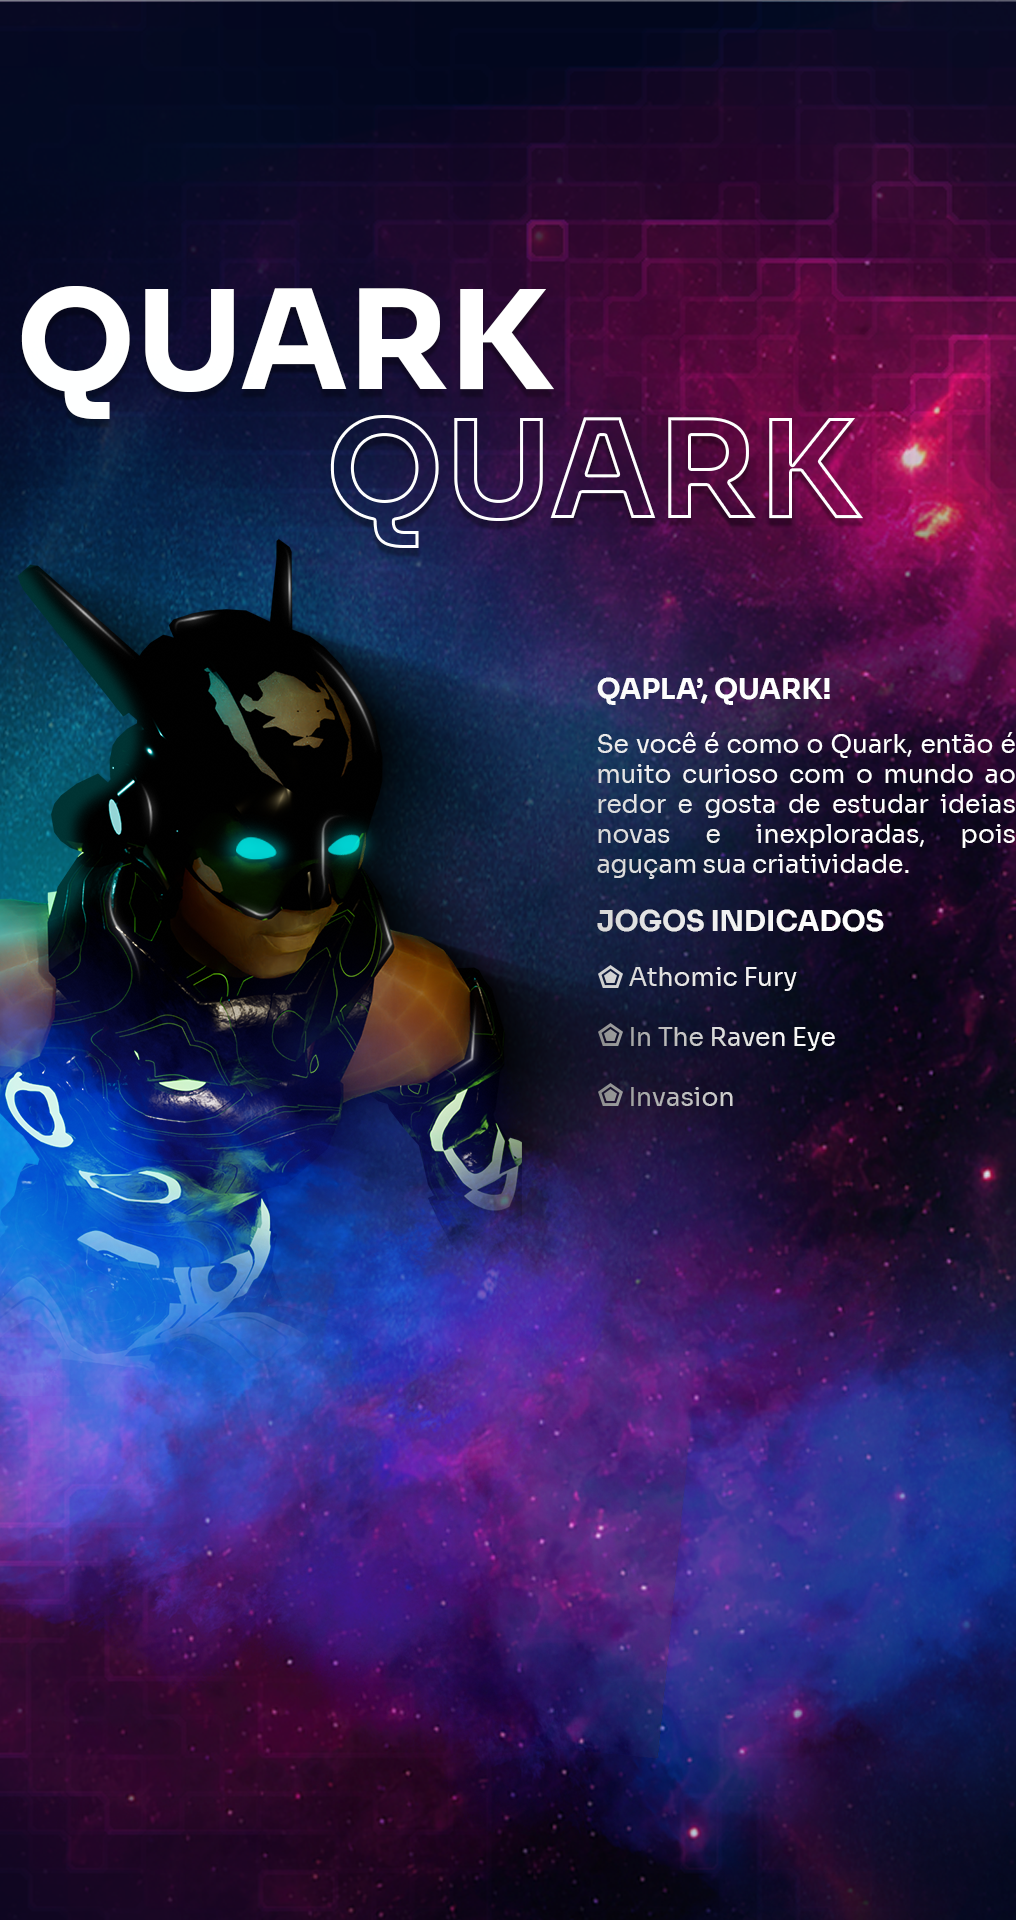 QUARK
QUARK
QAPLA’, QUARK!
Se você é como o Quark, então é
muito curioso com o mundo ao
redor e gosta de estudar ideias
novas e inexploradas, pois
aguçam sua criatividade.
JOGOS INDICADOS
Athomic Fury
In The Raven Eye
Invasion